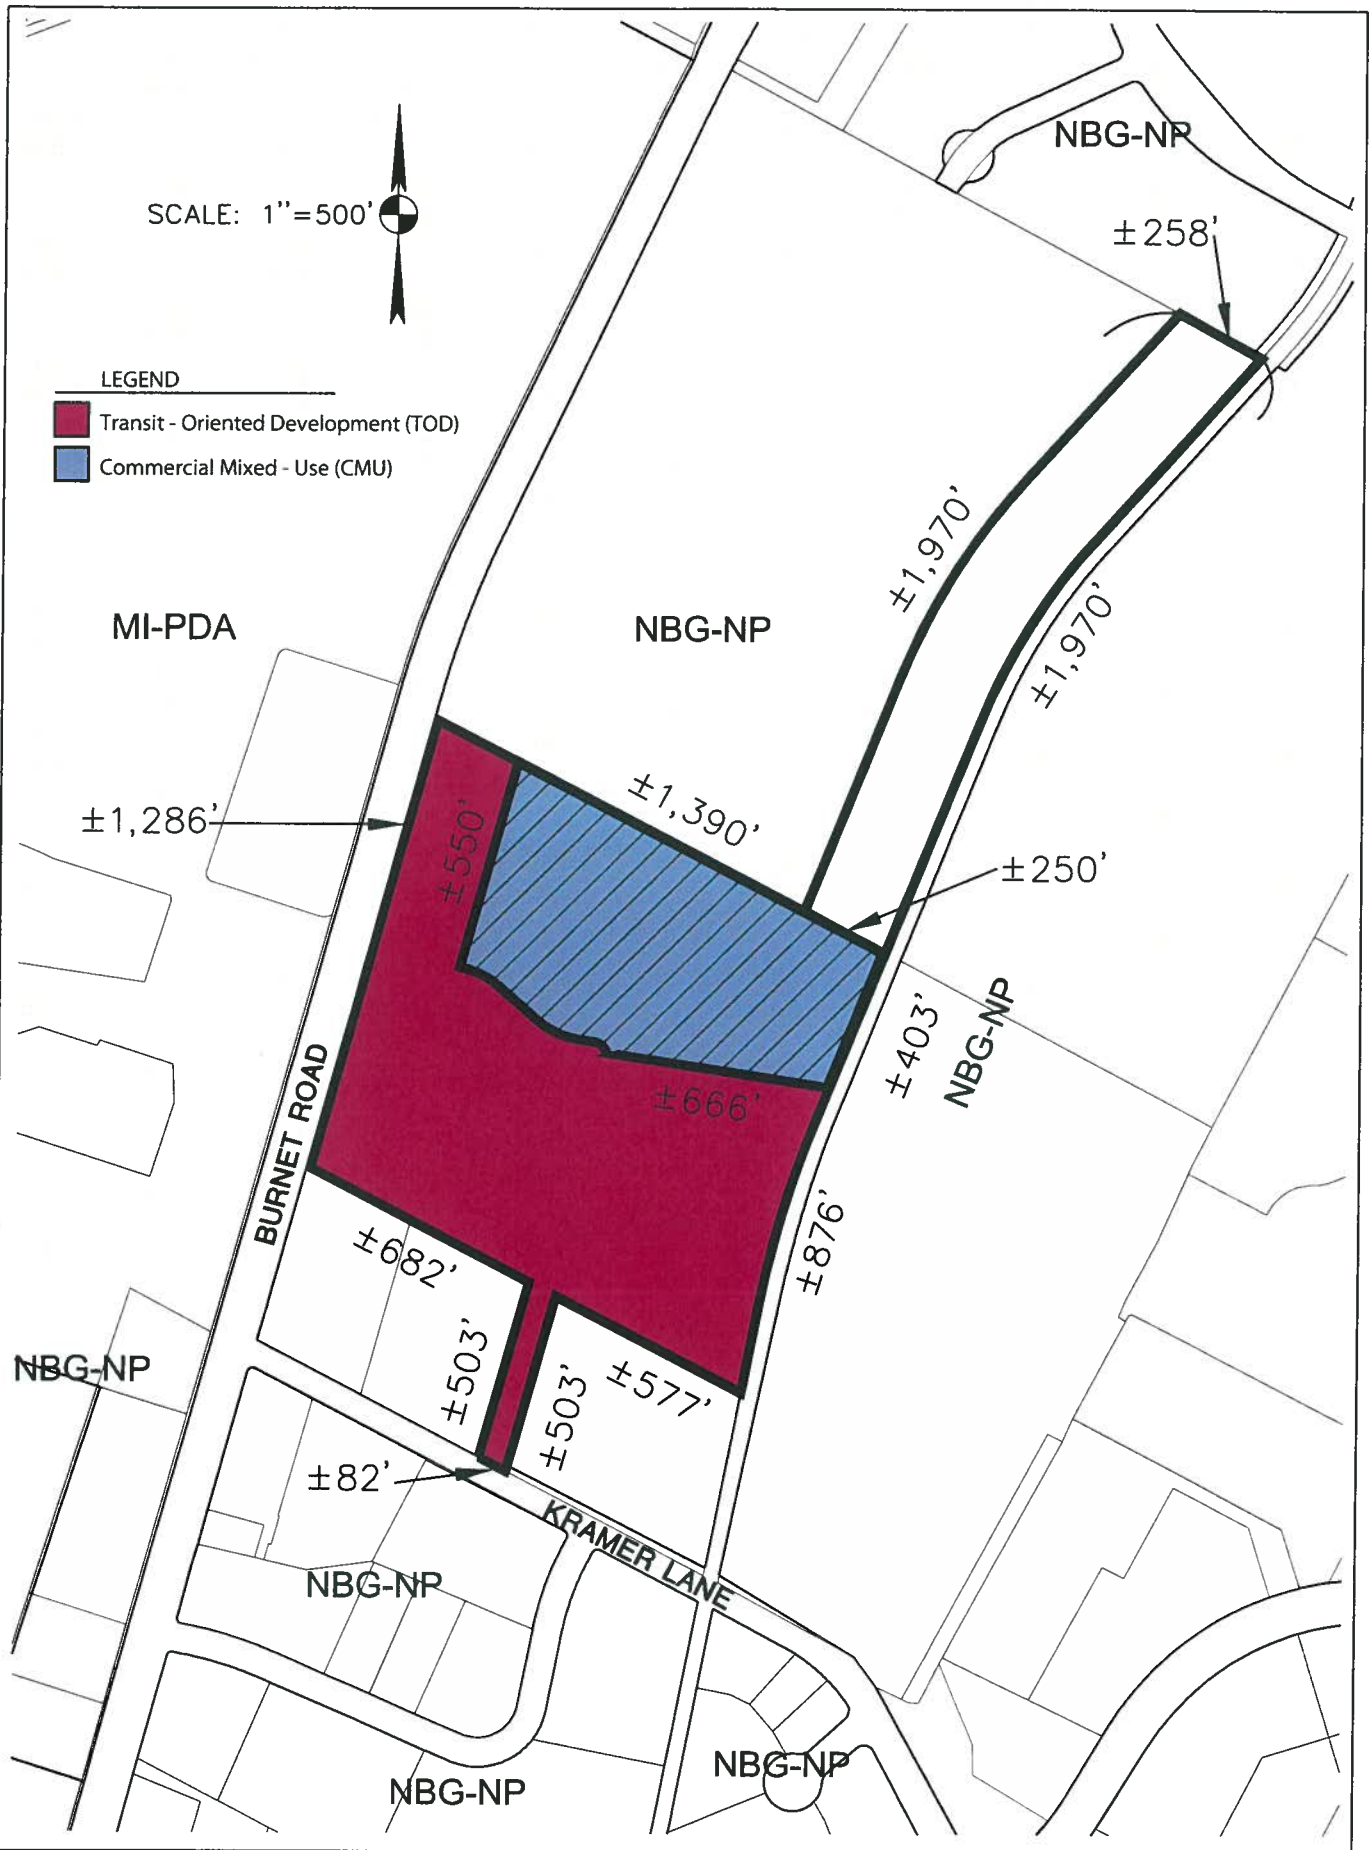 NBG-NP
SCALE: 1''=500'
±258'
LEGEND
Transit - Oriented Development (TOD)
Commercial Mixed - Use (CMU)
±1,970'
±1,970'
MI-PDA
NBG-NP
±1,390'
±1,286'
±550'
±250'
±403'
NBG-NP
±666'
BURNET ROAD
±876'
±682'
±503'
±503'
±577'
NBG-NP
±82'
KRAMER LANE
NBG-NP
NBG-NP
NBG-NP